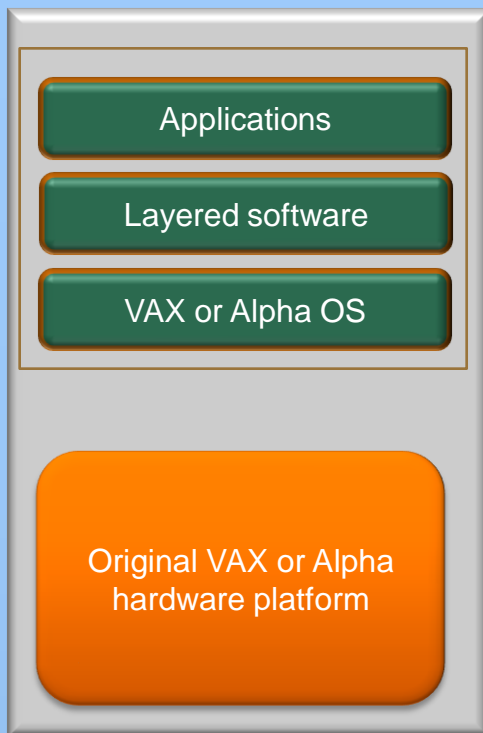 Applications
Layered software
VAX or Alpha OS
Original VAX or Alpha
hardware platform